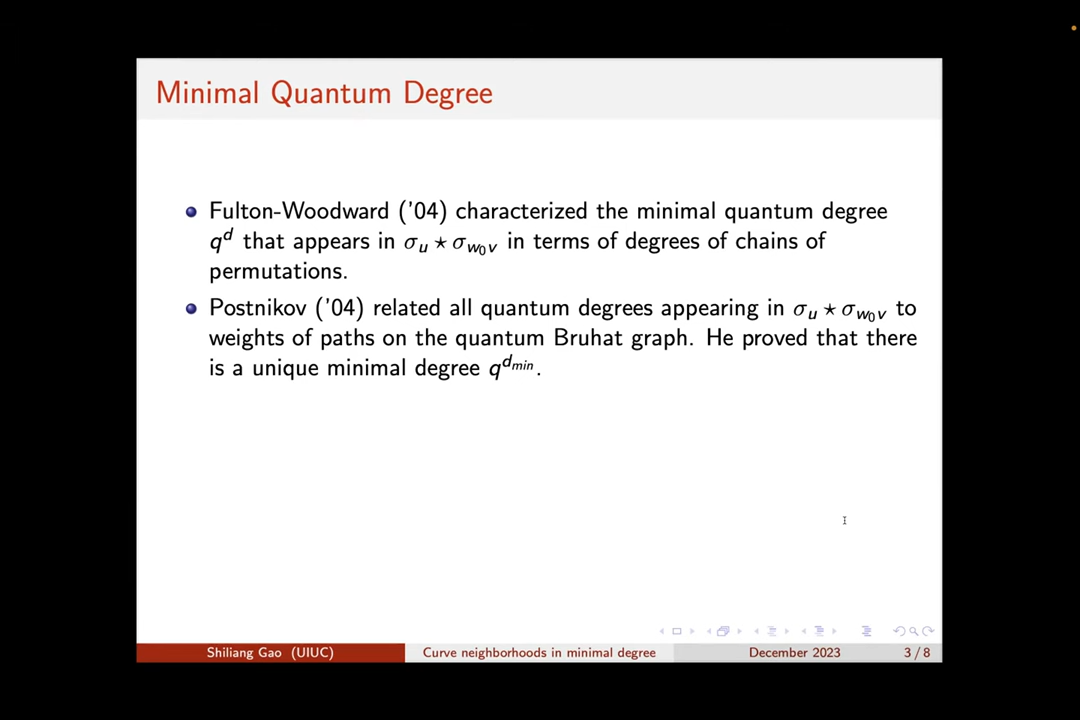 Minimal Quantum Degree
Fulton-Woodward ('04) characterized the minimal quantum degree
q^d that appears in σ_u ⋆ σ_{w_0v} in terms of degrees of chains of
permutations.
Postnikov ('04) related all quantum degrees appearing in σ_u ⋆ σ_{w_0v} to
weights of paths on the quantum Bruhat graph. He proved that there
is a unique minimal degree q^{d_{min}}.
Shiliang Gao (UIUC) Curve neighborhoods in minimal degree December 2023 3 / 8